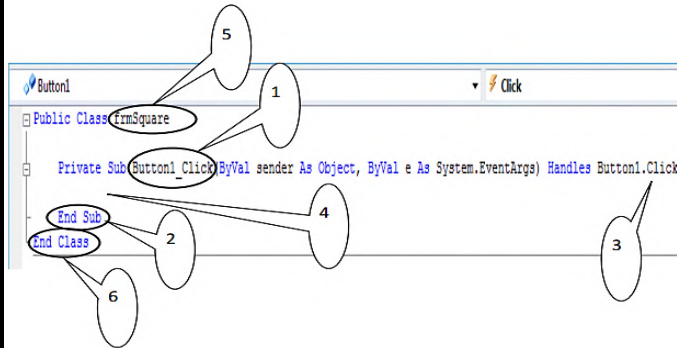 5
Button1 Click
1
Public Class frmSquare
Private Sub Button1_Click(ByVal sender As Object, ByVal e As System.EventArgs) Handles Button1.Click
4
End Sub
2
3
End Class
6